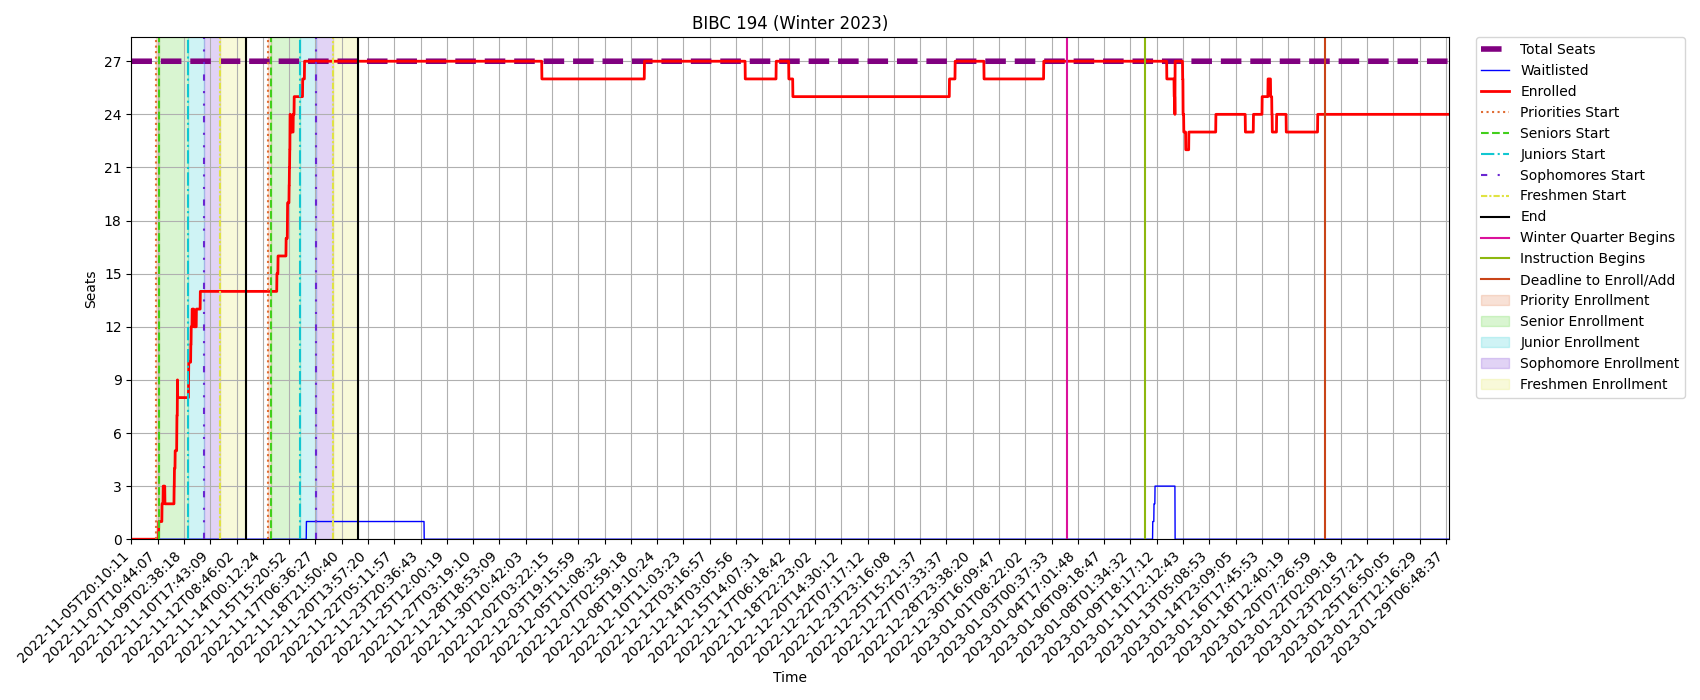 BIBC 194 (Winter 2023)
Seats
27
24
21
18
15
12
9
6
3
0
2022-11-05T20:10:11
2022-11-07T10:44:07
2022-11-09T02:38:18
2022-11-10T17:43:09
2022-11-12T08:46:02
2022-11-14T00:12:24
2022-11-15T15:20:52
2022-11-17T06:36:27
2022-11-18T21:50:40
2022-11-20T13:57:20
2022-11-22T05:11:57
2022-11-23T20:36:43
2022-11-25T12:00:19
2022-11-27T03:19:10
2022-11-28T18:53:09
2022-11-30T10:42:03
2022-12-02T03:22:15
2022-12-03T19:15:59
2022-12-05T11:08:32
2022-12-07T02:59:18
2022-12-08T19:10:24
2022-12-10T11:03:23
2022-12-12T03:16:57
2022-12-14T03:05:56
2022-12-15T14:07:31
2022-12-17T06:18:42
2022-12-18T22:23:02
2022-12-20T14:30:12
2022-12-22T07:17:12
2022-12-23T23:16:08
2022-12-25T15:21:37
2022-12-27T07:33:37
2022-12-28T23:38:20
2022-12-30T16:09:47
2023-01-01T08:22:02
2023-01-03T00:37:33
2023-01-04T17:01:48
2023-01-06T09:18:47
2023-01-08T01:34:32
2023-01-09T18:17:12
2023-01-11T12:12:43
2023-01-13T05:08:53
2023-01-14T23:09:05
2023-01-16T17:45:53
2023-01-18T12:40:19
2023-01-20T07:26:59
2023-01-22T02:09:18
2023-01-23T20:57:21
2023-01-25T16:50:05
2023-01-27T12:16:29
2023-01-29T06:48:37
Time
Total Seats
Waitlisted
Enrolled
Priorities Start
Seniors Start
Juniors Start
Sophomores Start
Freshmen Start
End
Winter Quarter Begins
Instruction Begins
Deadline to Enroll/Add
Priority Enrollment
Senior Enrollment
Junior Enrollment
Sophomore Enrollment
Freshmen Enrollment